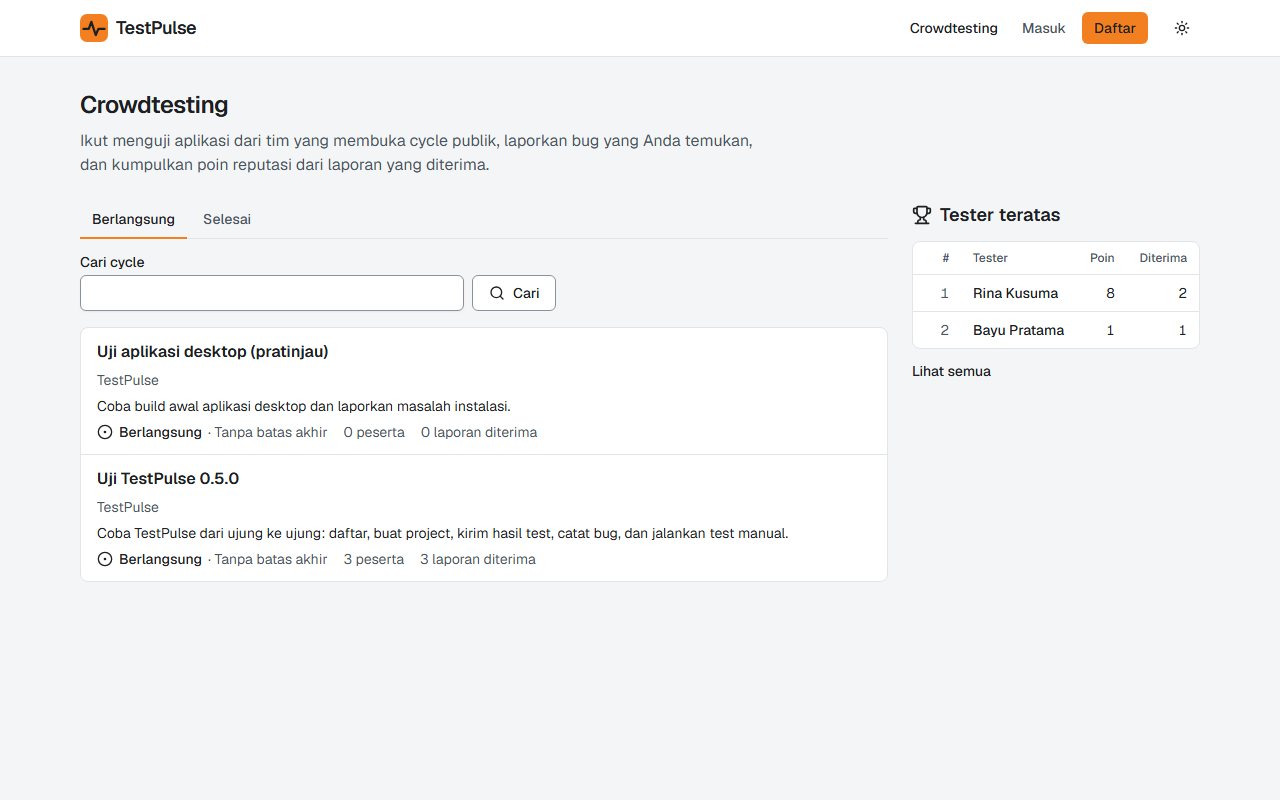 TestPulse
Crowdtesting
Masuk
Daftar
Crowdtesting
Ikut menguji aplikasi dari tim yang membuka cycle publik, laporkan bug yang Anda temukan,
dan kumpulkan poin reputasi dari laporan yang diterima.
Berlangsung
Selesai
Cari cycle
Cari
Uji aplikasi desktop (pratinjau)
TestPulse
Coba build awal aplikasi desktop dan laporkan masalah instalasi.
Berlangsung · Tanpa batas akhir 0 peserta 0 laporan diterima
Uji TestPulse 0.5.0
TestPulse
Coba TestPulse dari ujung ke ujung: daftar, buat project, kirim hasil test, catat bug, dan jalankan test manual.
Berlangsung · Tanpa batas akhir 3 peserta 3 laporan diterima
Tester teratas
# Tester Poin Diterima
1 Rina Kusuma 8 2
2 Bayu Pratama 1 1
Lihat semua